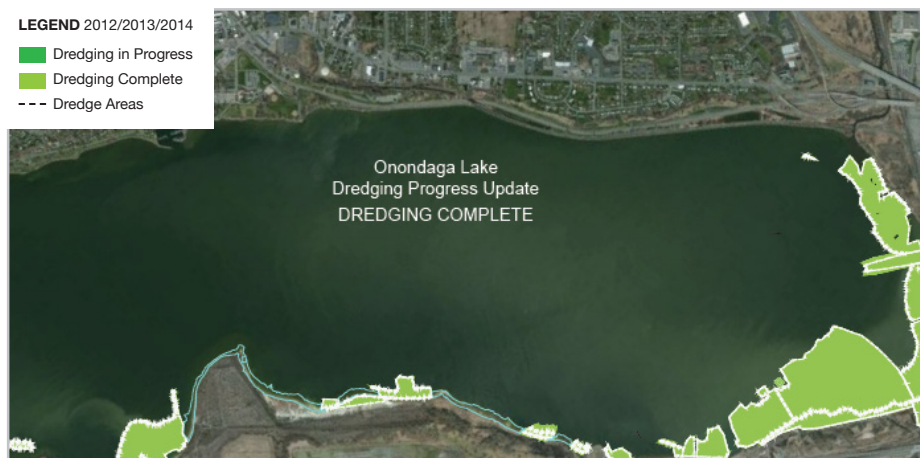 LEGEND 2012/2013/2014
Dredging in Progress
Dredging Complete
Dredge Areas
Onondaga Lake
Dredging Progress Update
DREDGING COMPLETE